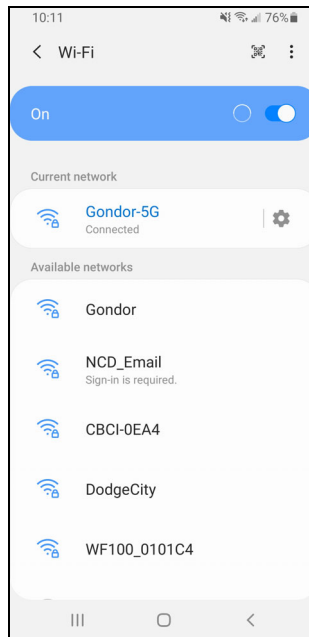 10:11 76%
Wi-Fi
On
Current network
Gondor-5G
Connected
Available networks
Gondor
NCD_Email
Sign-in is required.
CBCI-0EA4
DodgeCity
WF100_0101C4